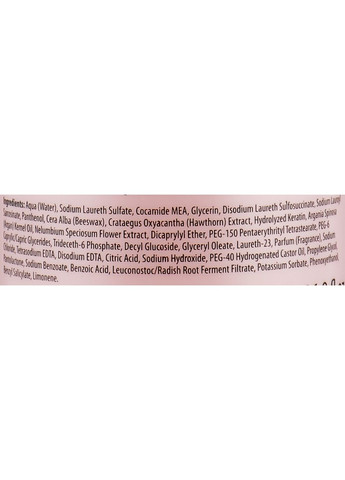 Ingredients: Aqua (Water), Sodium Laureth Sulfate, Cocamide MEA, Glycerin, Disodium Laureth Sulfosuccinate, Sodium Lauroyl
Sarcosinate, Panthenol, Cera Alba (Beeswax), Crataegus Oxyacantha (Hawthorn) Extract, Hydrolyzed Keratin, Argania Spinosa
(Argan) Kernel Oil, Nelumbium Speciosum Flower Extract, Dicaprylyl Ether, PEG-150 Pentaerythrityl Tetrastearate, PEG-6
Caprylic/Capric Glycerides, Trideceth-6 Phosphate, Decyl Glucoside, Glyceryl Oleate, Laureth-23, Parfum (Fragrance), Sodium
Chloride, Tetrasodium EDTA, Disodium EDTA, Citric Acid, Sodium Hydroxide, PEG-40 Hydrogenated Castor Oil, Propylene Glycol,
Pantolactone, Sodium Benzoate, Benzoic Acid, Leuconostoc/Radish Root Ferment Filtrate, Potassium Sorbate, Phenoxyethanol,
Benzyl Salicylate, Limonene.